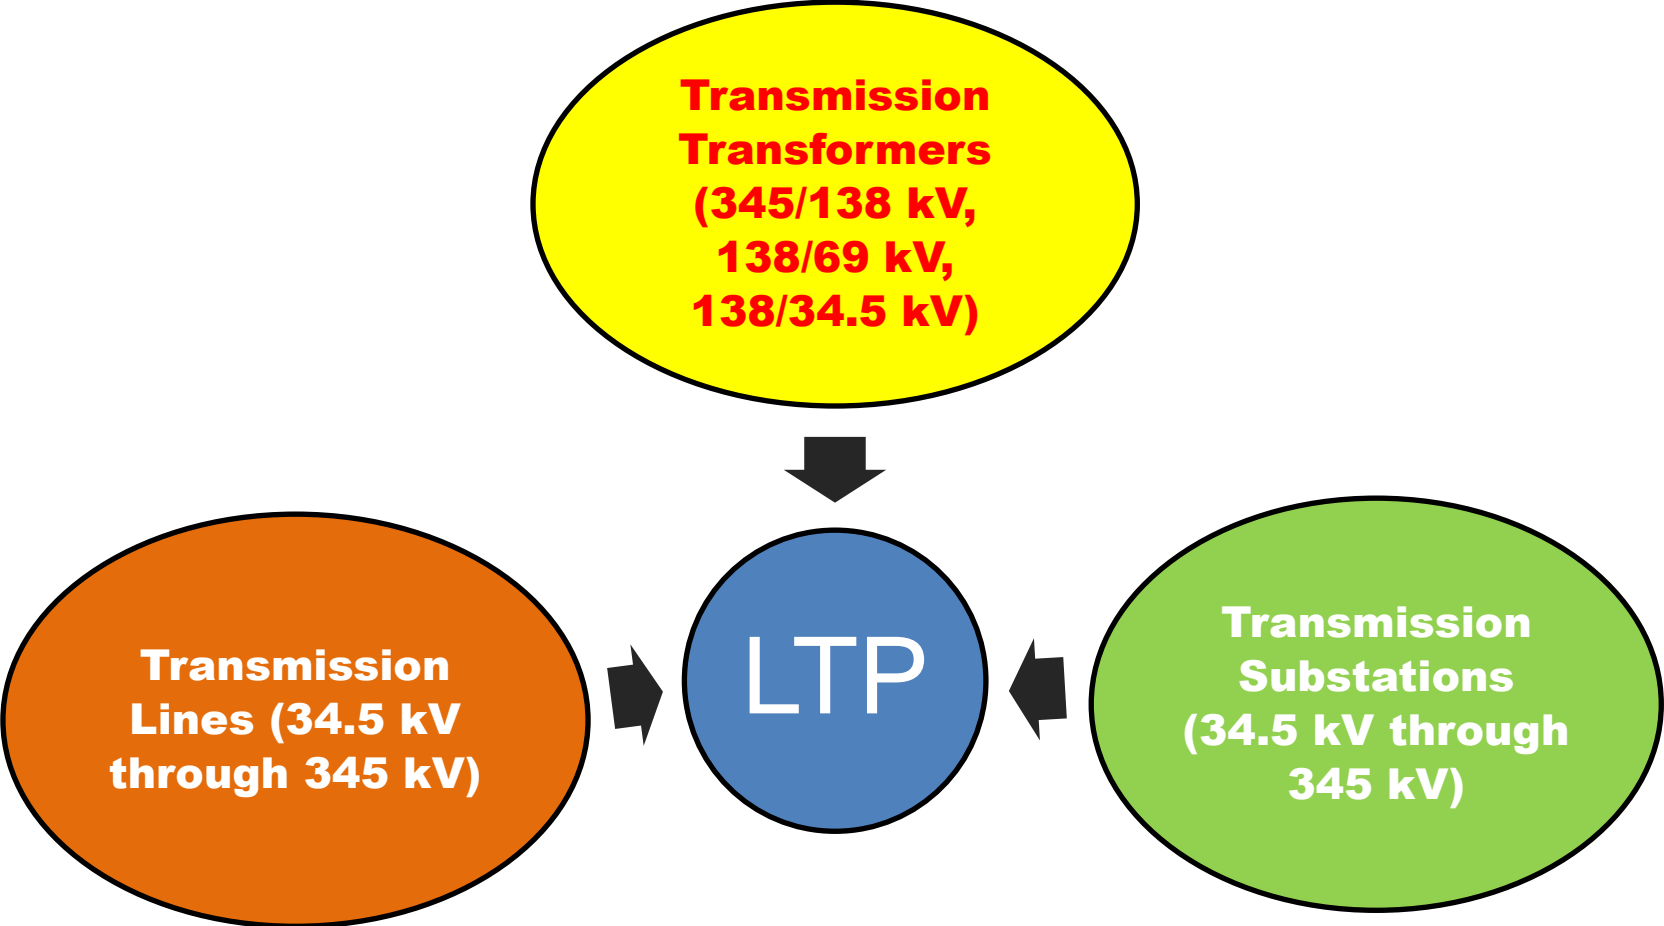 Transmission
Transformers
(345/138 kV,
138/69 kV,
138/34.5 kV)
Transmission
Lines (34.5 kV
through 345 kV)
LTP
Transmission
Substations
(34.5 kV through
345 kV)